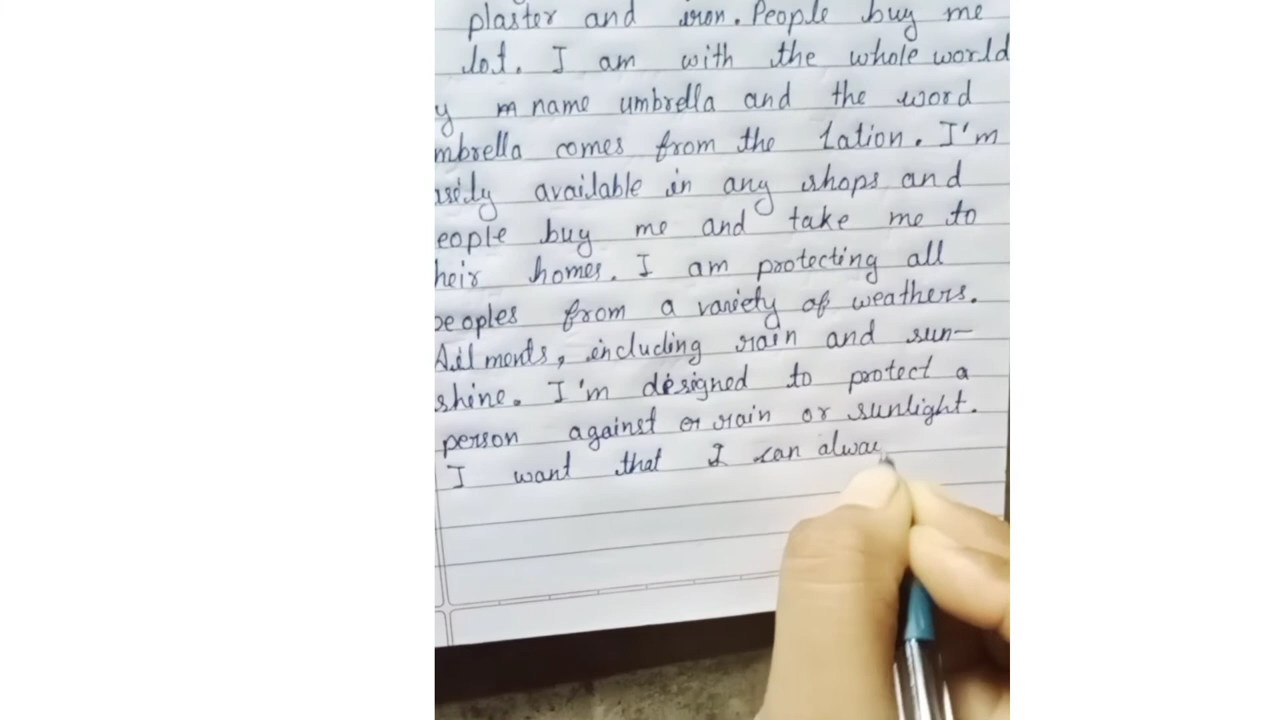 plaster and iron. People buy me
lot. I am with the whole world
y m name umbrella and the word
mbrella comes from the Lation. I'm
asily available in any shops and
eople buy me and take me to
heir homes. I am protecting all
peoples from a variety of weathers.
Ailments, including rain and sun-
shine. I'm designed to protect a
person against or rain or sunlight.
I want that I can alwa